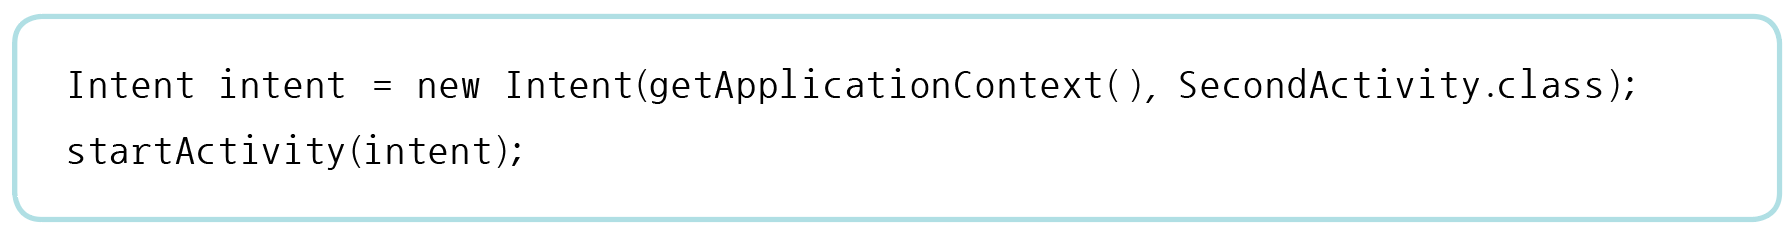 Intent intent = new Intent(getApplicationContext(), SecondActivity.class);
startActivity(intent);